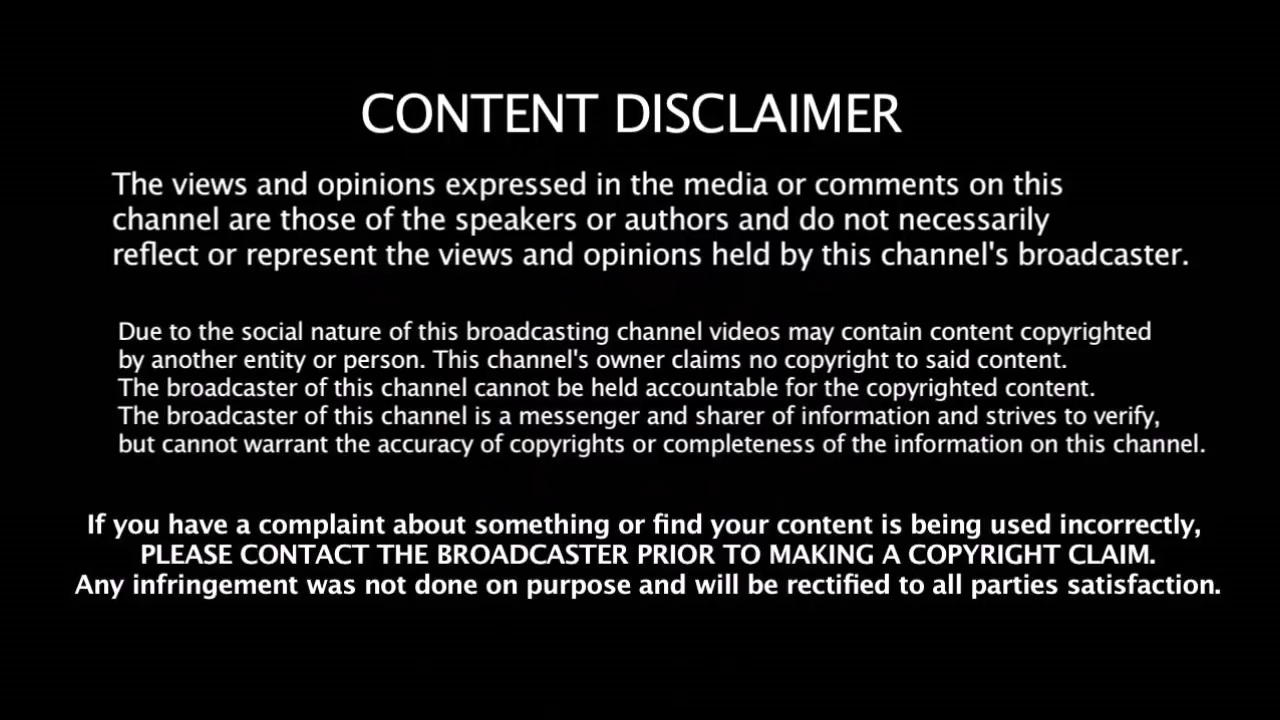 CONTENT DISCLAIMER
The views and opinions expressed in the media or comments on this
channel are those of the speakers or authors and do not necessarily
reflect or represent the views and opinions held by this channel's broadcaster.
Due to the social nature of this broadcasting channel videos may contain content copyrighted
by another entity or person. This channel's owner claims no copyright to said content.
The broadcaster of this channel cannot be held accountable for the copyrighted content.
The broadcaster of this channel is a messenger and sharer of information and strives to verify,
but cannot warrant the accuracy of copyrights or completeness of the information on this channel.
If you have a complaint about something or find your content is being used incorrectly,
PLEASE CONTACT THE BROADCASTER PRIOR TO MAKING A COPYRIGHT CLAIM.
Any infringement was not done on purpose and will be rectified to all parties satisfaction.